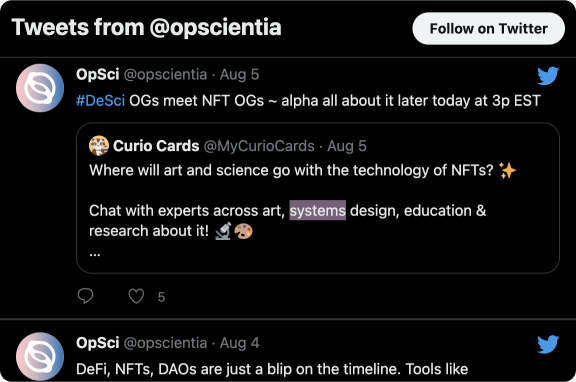 Tweets from @opscientia
Follow on Twitter
OpSci @opscientia · Aug 5
#DeSci OGs meet NFT OGs ~ alpha all about it later today at 3p EST
Curio Cards @MyCurioCards · Aug 5
Where will art and science go with the technology of NFTs? ✨
Chat with experts across art, systems design, education &
research about it! 🔬🎨
...
5
OpSci @opscientia · Aug 4
DeFi, NFTs, DAOs are just a blip on the timeline. Tools like